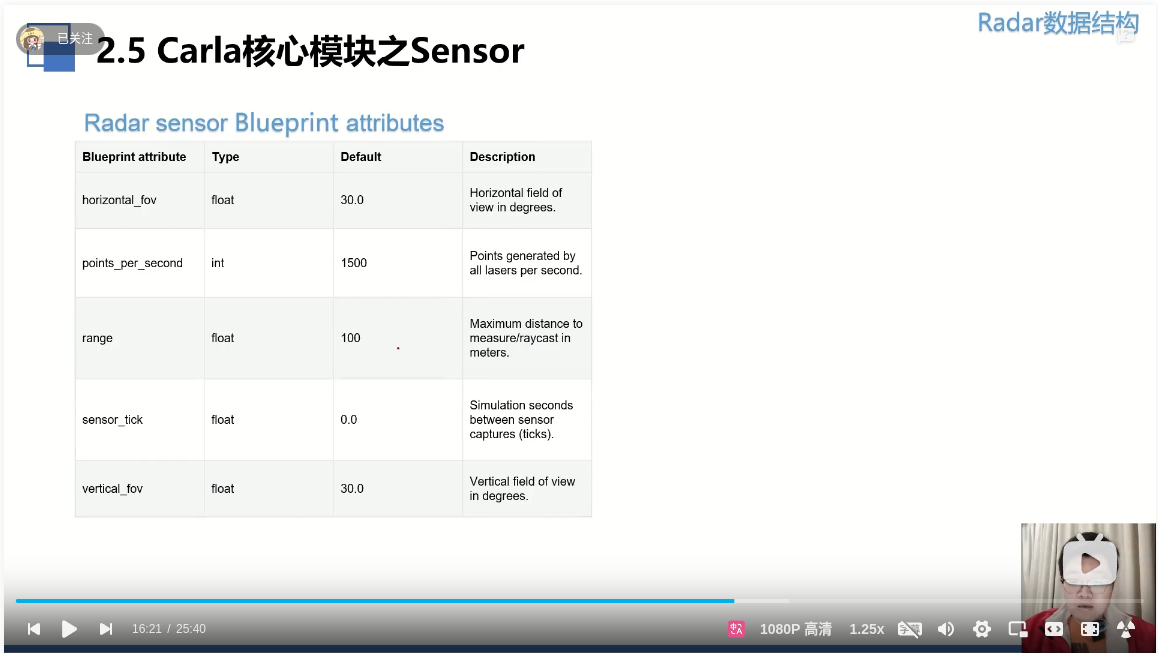 Radar数据结构
已关注
2.5 Carla核心模块之Sensor
Radar sensor Blueprint attributes
Blueprint attribute Type Default Description
horizontal_fov float 30.0 Horizontal field of
view in degrees.
points_per_second int 1500 Points generated by
all lasers per second.
range float 100 Maximum distance to
measure/raycast in
meters.
sensor_tick float 0.0 Simulation seconds
between sensor
captures (ticks).
vertical_fov float 30.0 Vertical field of view
in degrees.
16:21 / 25:40 1080P 高清 1.25x